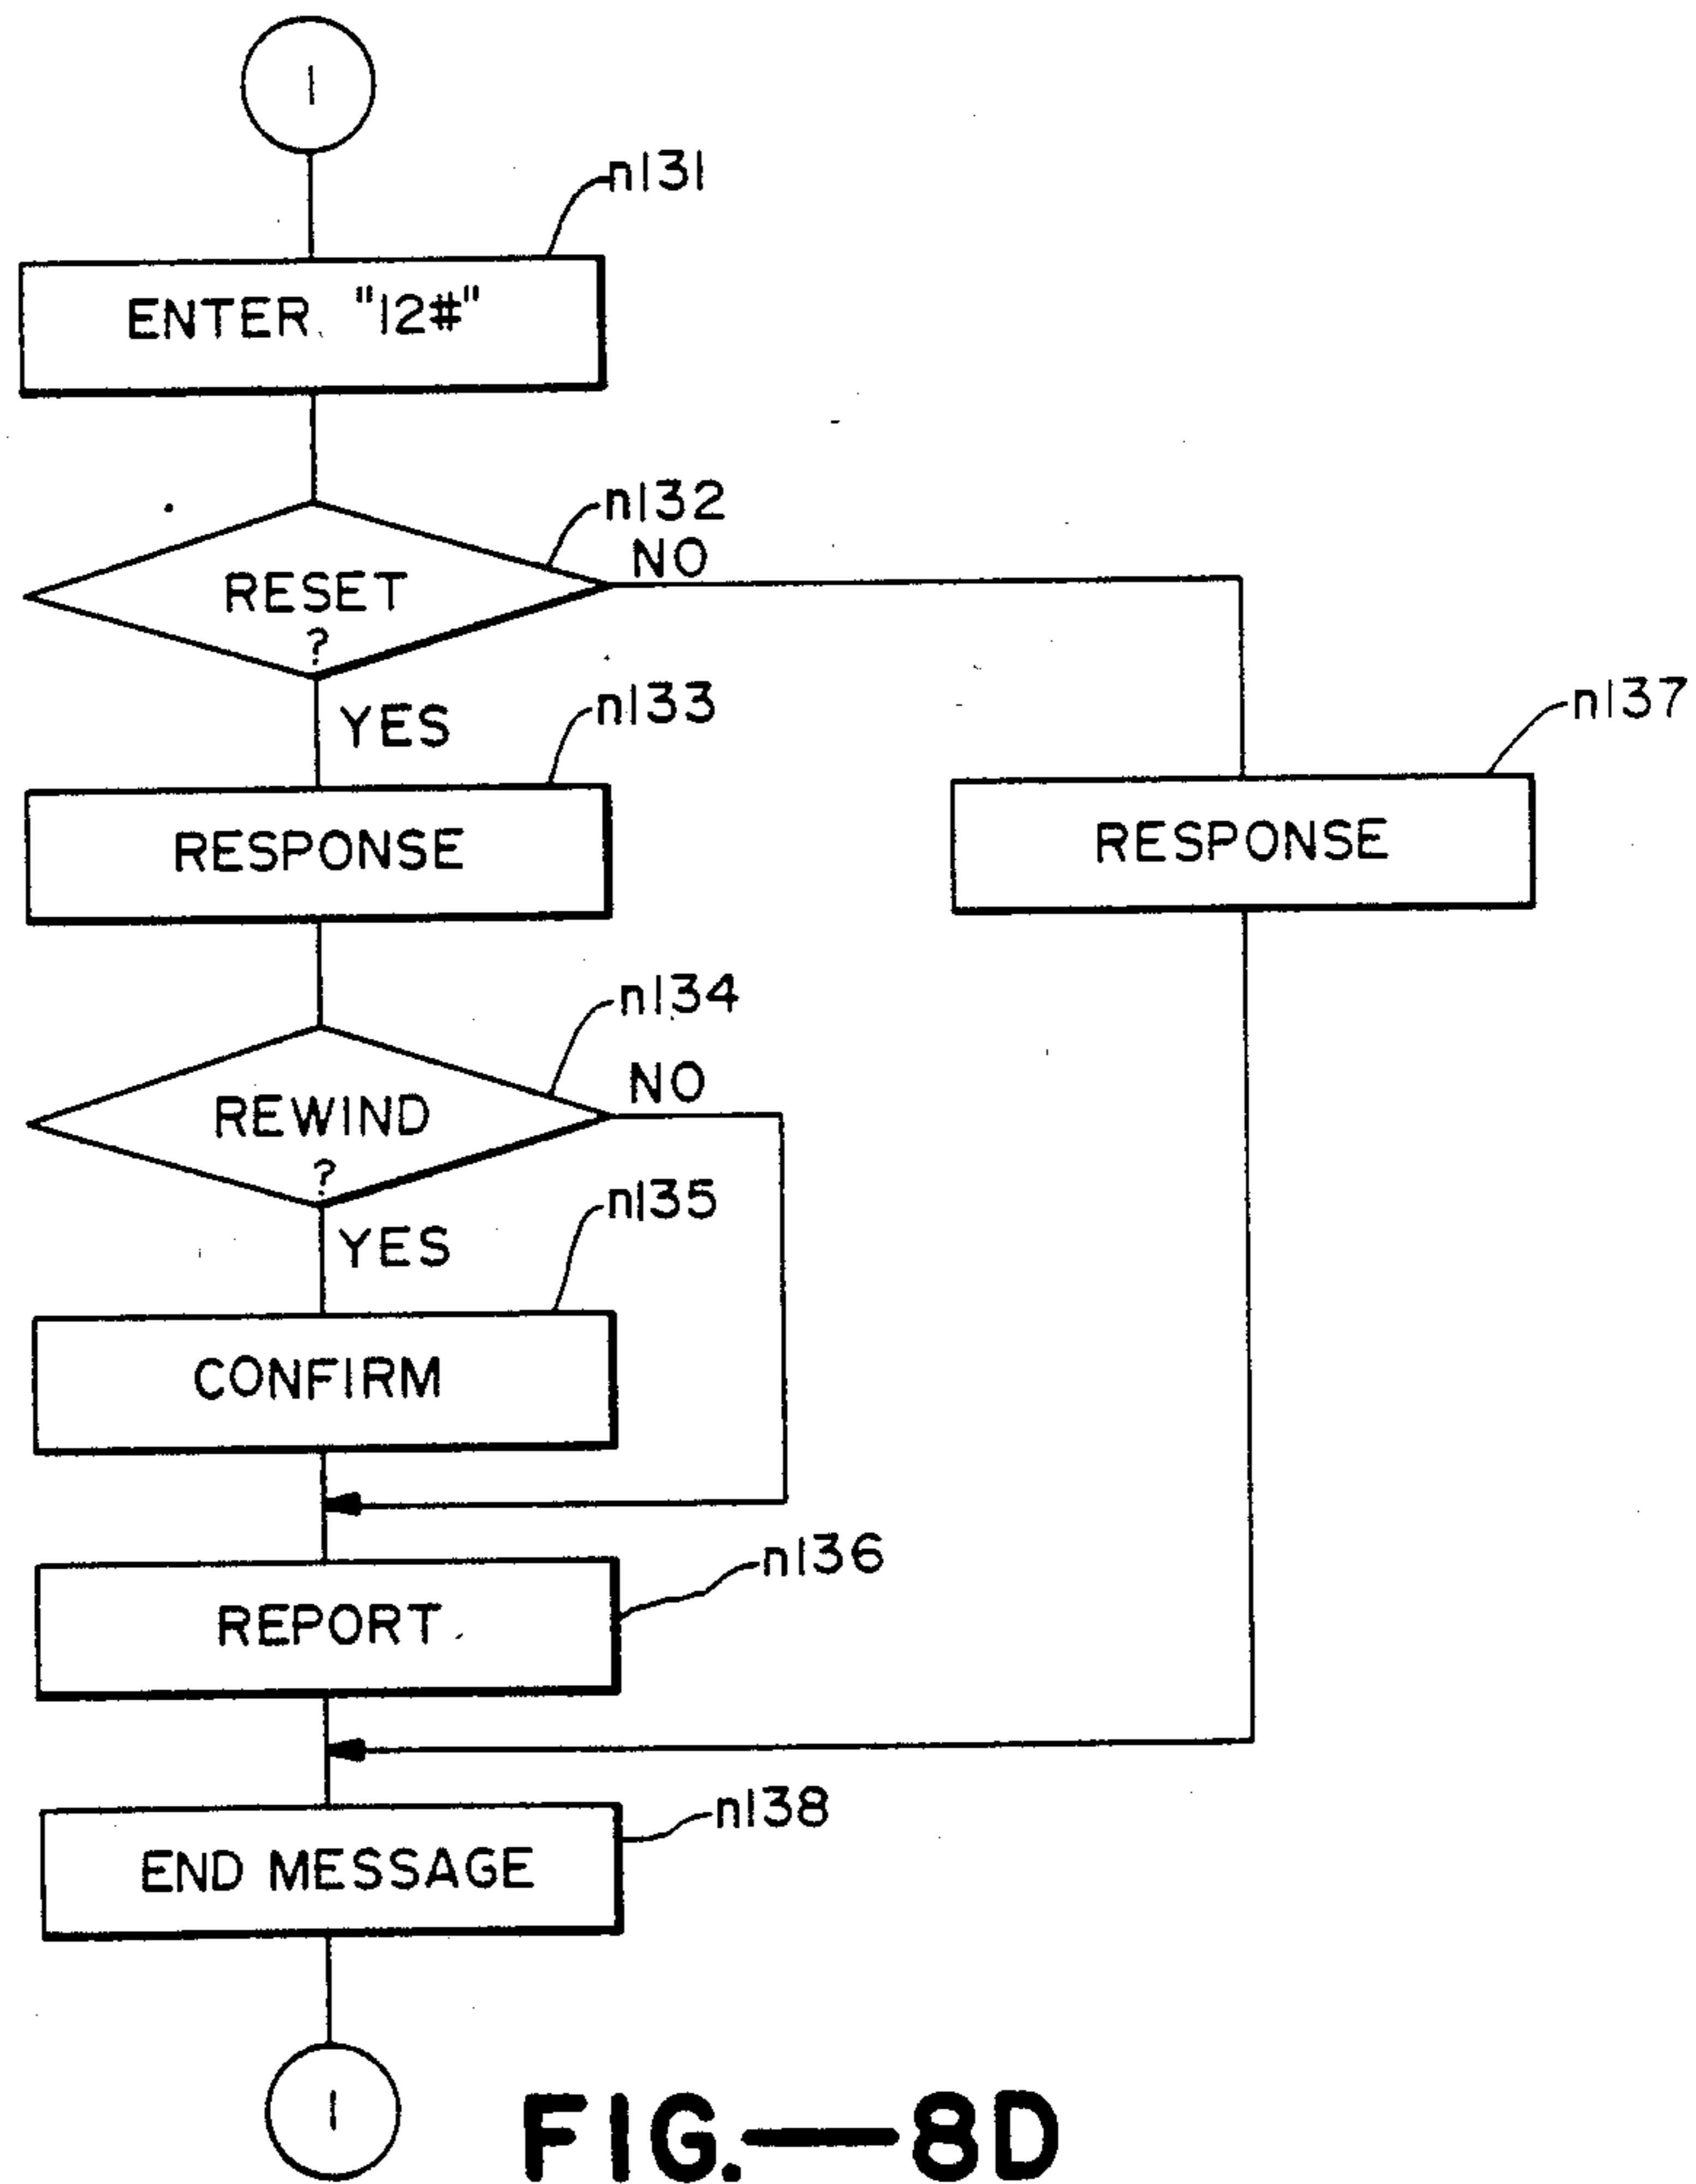 1
n131
ENTER "12#"
n132
NO
RESET
?
YES
n133
n137
RESPONSE
RESPONSE
n134
NO
REWIND
?
YES
n135
CONFIRM
n136
REPORT
n138
END MESSAGE
1
FIG.—8D